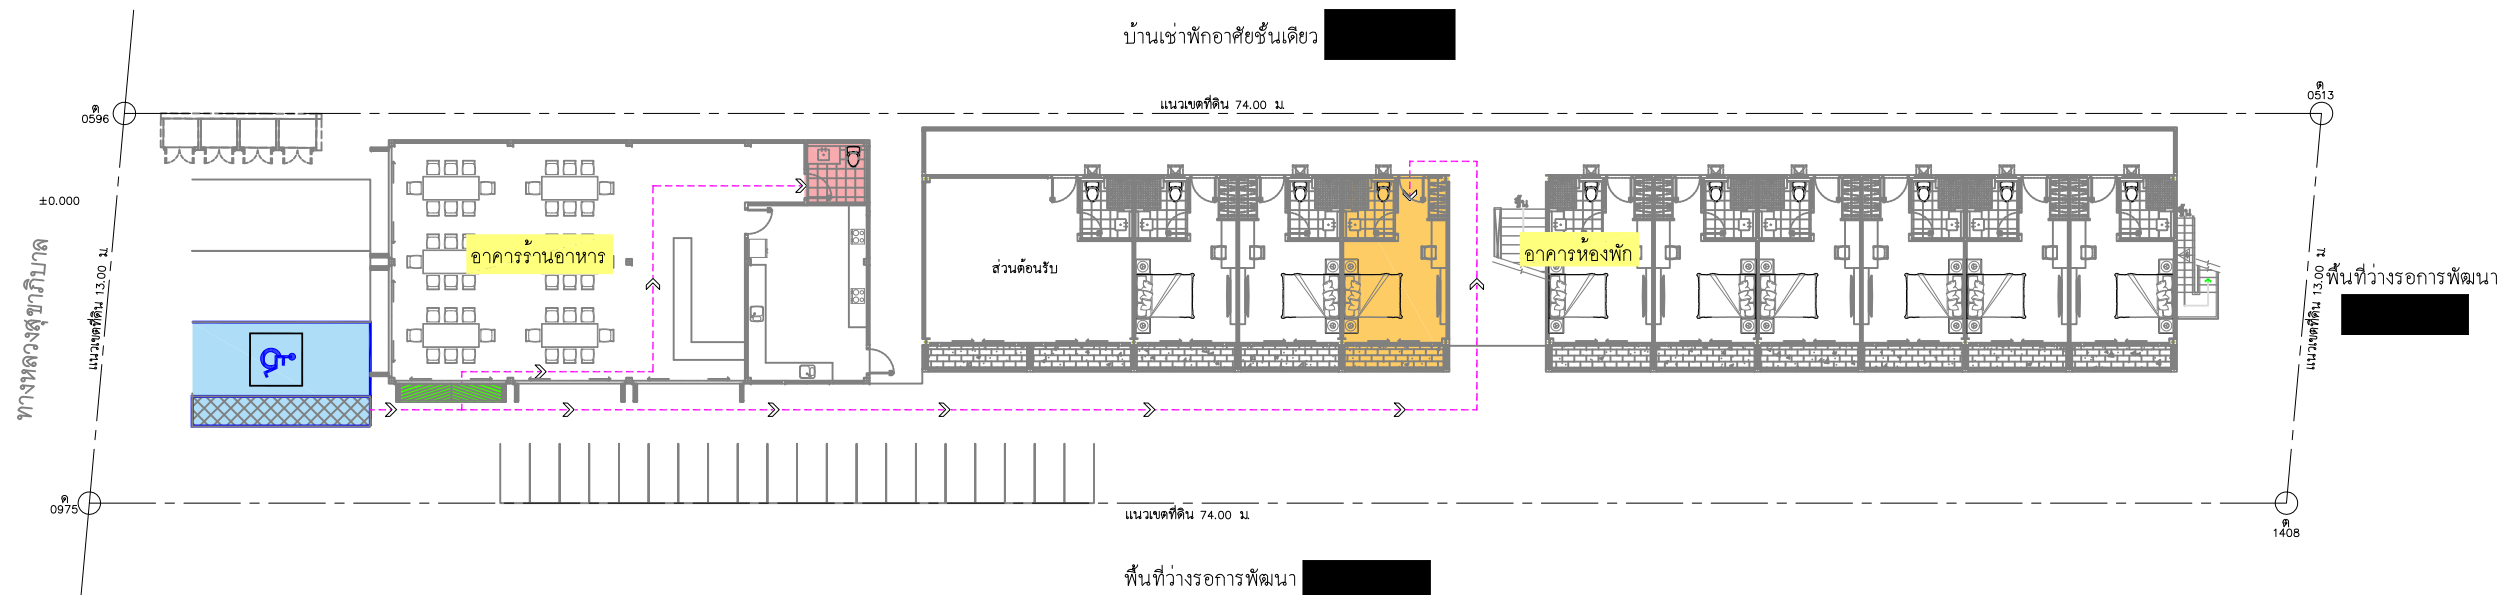 บ้านเช่าพักอาศัยชั้นเดียว
แนวเขตที่ดิน 74.00 ม.
ต
0596
ต
0513
±0.000
ทางหลวงสุขาภิบาล
แนวเขตที่ดิน 13.00 ม.
อาคารร้านอาหาร
ส่วนต้อนรับ
ขึ้น
อาคารห้องพัก
ขึ้น
แนวเขตที่ดิน 13.00 ม.
พื้นที่ว่างรอการพัฒนา
ต
0975
แนวเขตที่ดิน 74.00 ม.
ต
1408
พื้นที่ว่างรอการพัฒนา